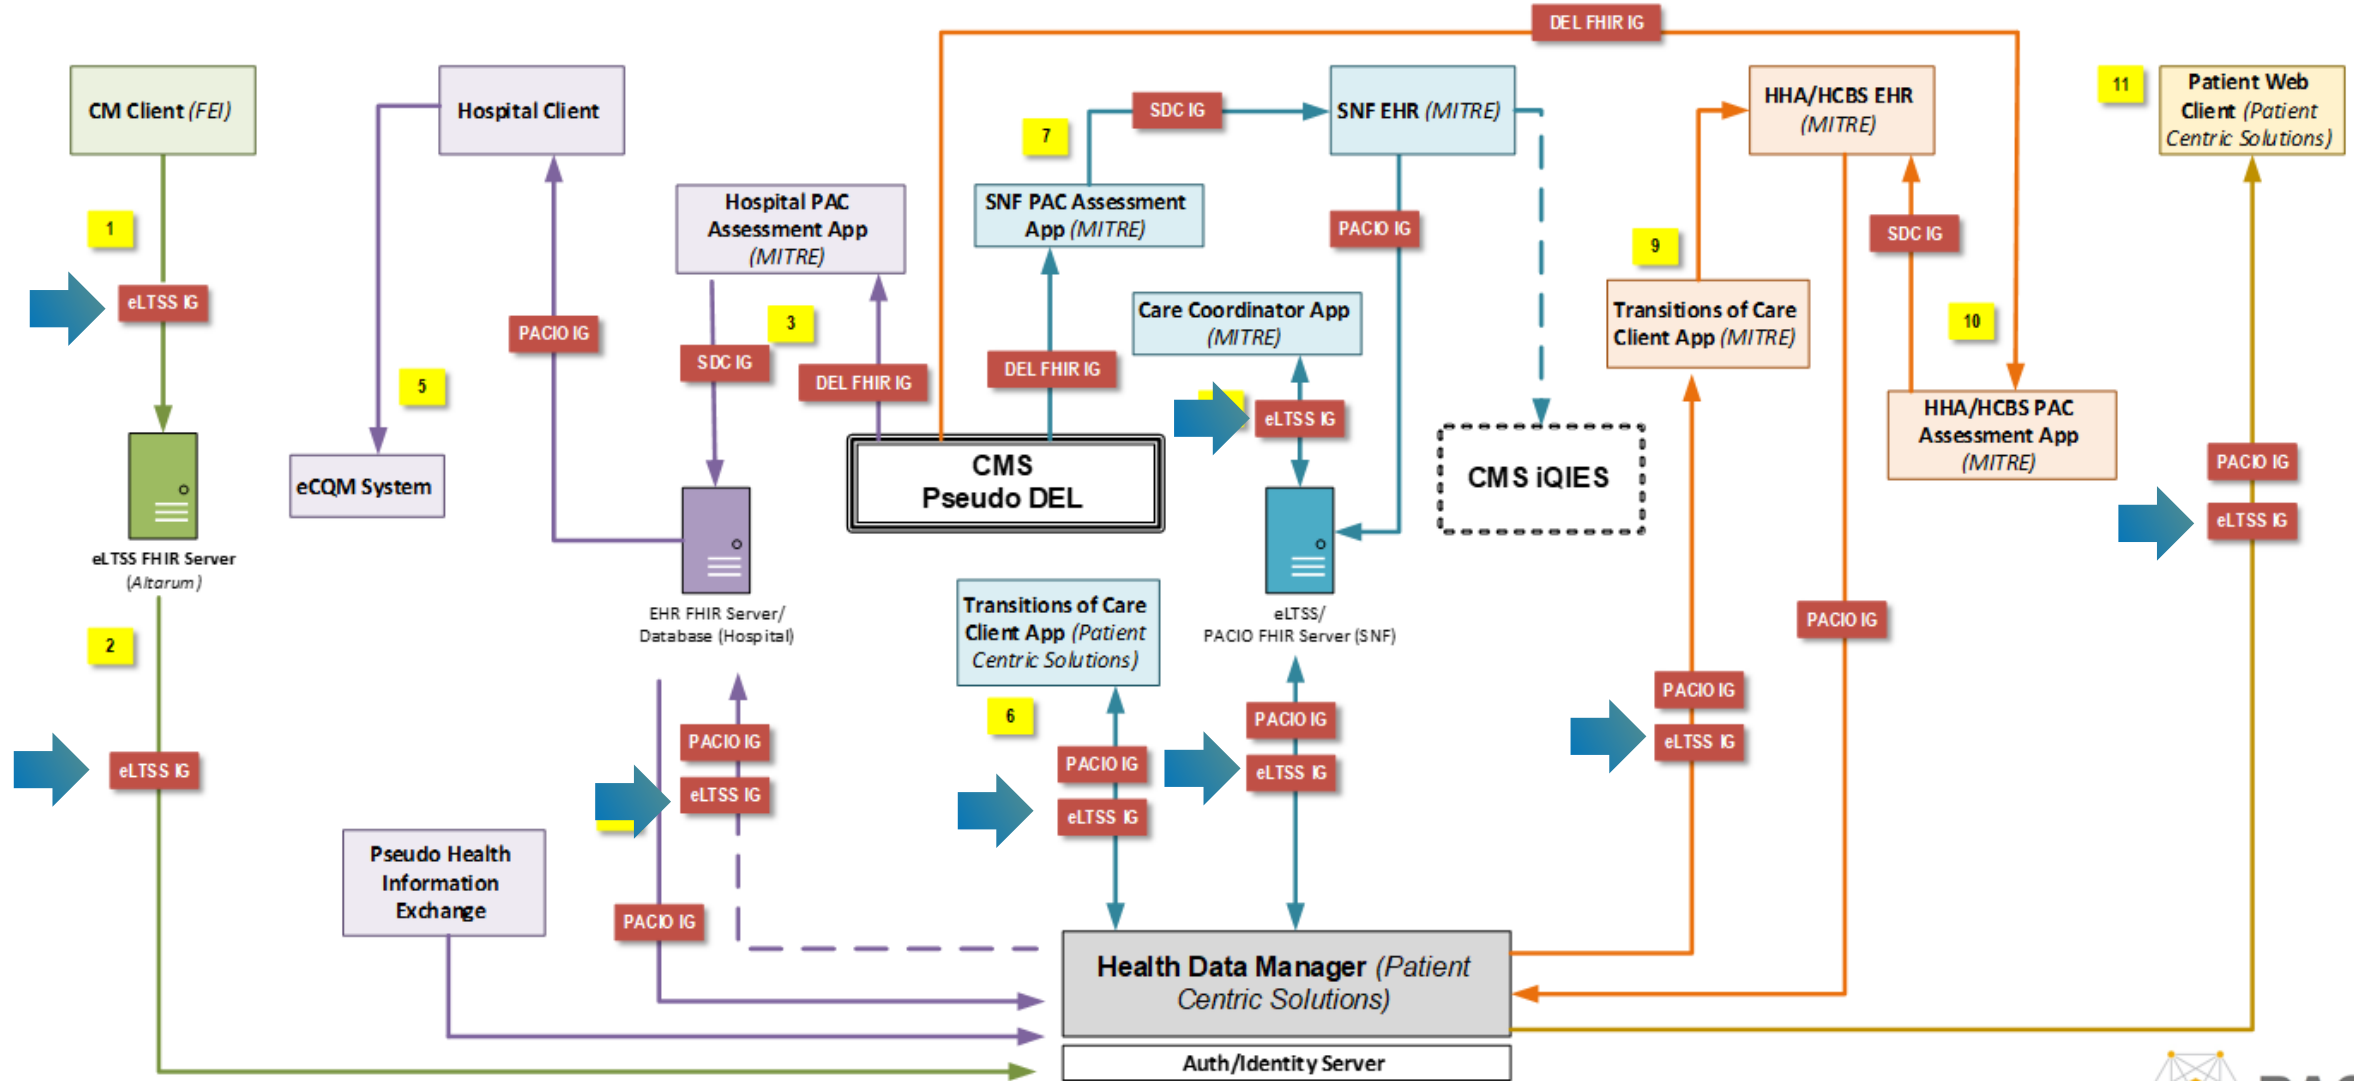 DEL FHIR IG
CM Client (FEI)
Hospital Client
SDC IG
SNF EHR (MITRE)
HHA/HCBS EHR
(MITRE)
11
Patient Web
Client (Patient
Centric Solutions)
7
1
Hospital PAC
Assessment App
(MITRE)
SNF PAC Assessment
App (MITRE)
PACIO IG
9
SDC IG
eLTSS IG
PACIO IG
3
SDC IG
DEL FHIR IG
DEL FHIR IG
Care Coordinator App
(MITRE)
eLTSS IG
Transitions of Care
Client App (MITRE)
10
5
eCQM System
CMS
Pseudo DEL
CMS iQIES
HHA/HCBS PAC
Assessment App
(MITRE)
PACIO IG
eLTSS IG
eLTSS FHIR Server
(Altarum)
EHR FHIR Server/
Database (Hospital)
Transitions of Care
Client App (Patient
Centric Solutions)
eLTSS/
PACIO FHIR Server (SNF)
PACIO IG
2
eLTSS IG
PACIO IG
eLTSS IG
6
PACIO IG
eLTSS IG
PACIO IG
eLTSS IG
PACIO IG
eLTSS IG
Pseudo Health
Information
Exchange
PACIO IG
Health Data Manager (Patient
Centric Solutions)
Auth/Identity Server